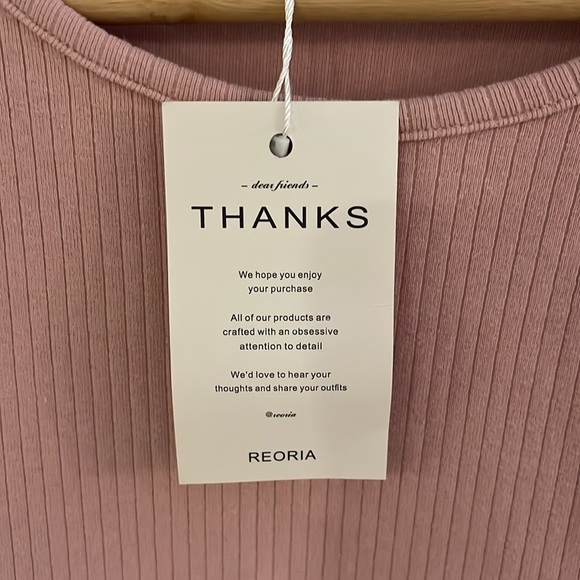 – dear friends –
THANKS
We hope you enjoy
your purchase
All of our products are
crafted with an obsessive
attention to detail
We'd love to hear your
thoughts and share your outfits
@reoria
REORIA